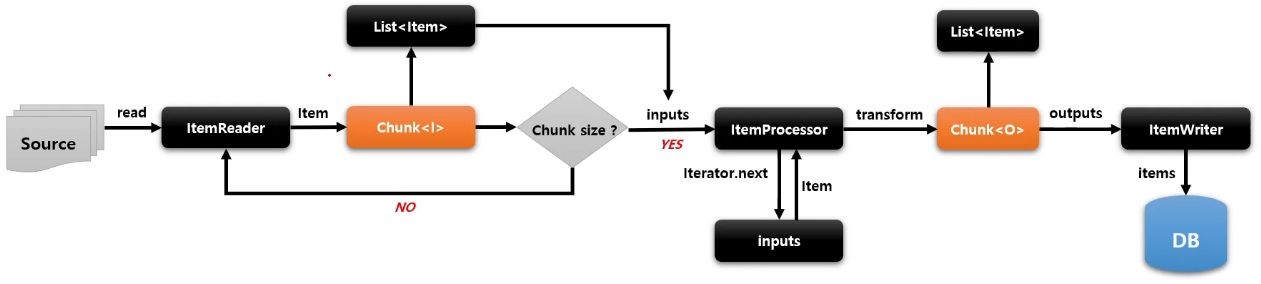 List<Item>
List<Item>
Source
read
ItemReader
Item
Chunk<I>
Chunk size ?
inputs
YES
ItemProcessor
transform
Chunk<O>
outputs
ItemWriter
Iterator.next
Item
items
NO
inputs
DB